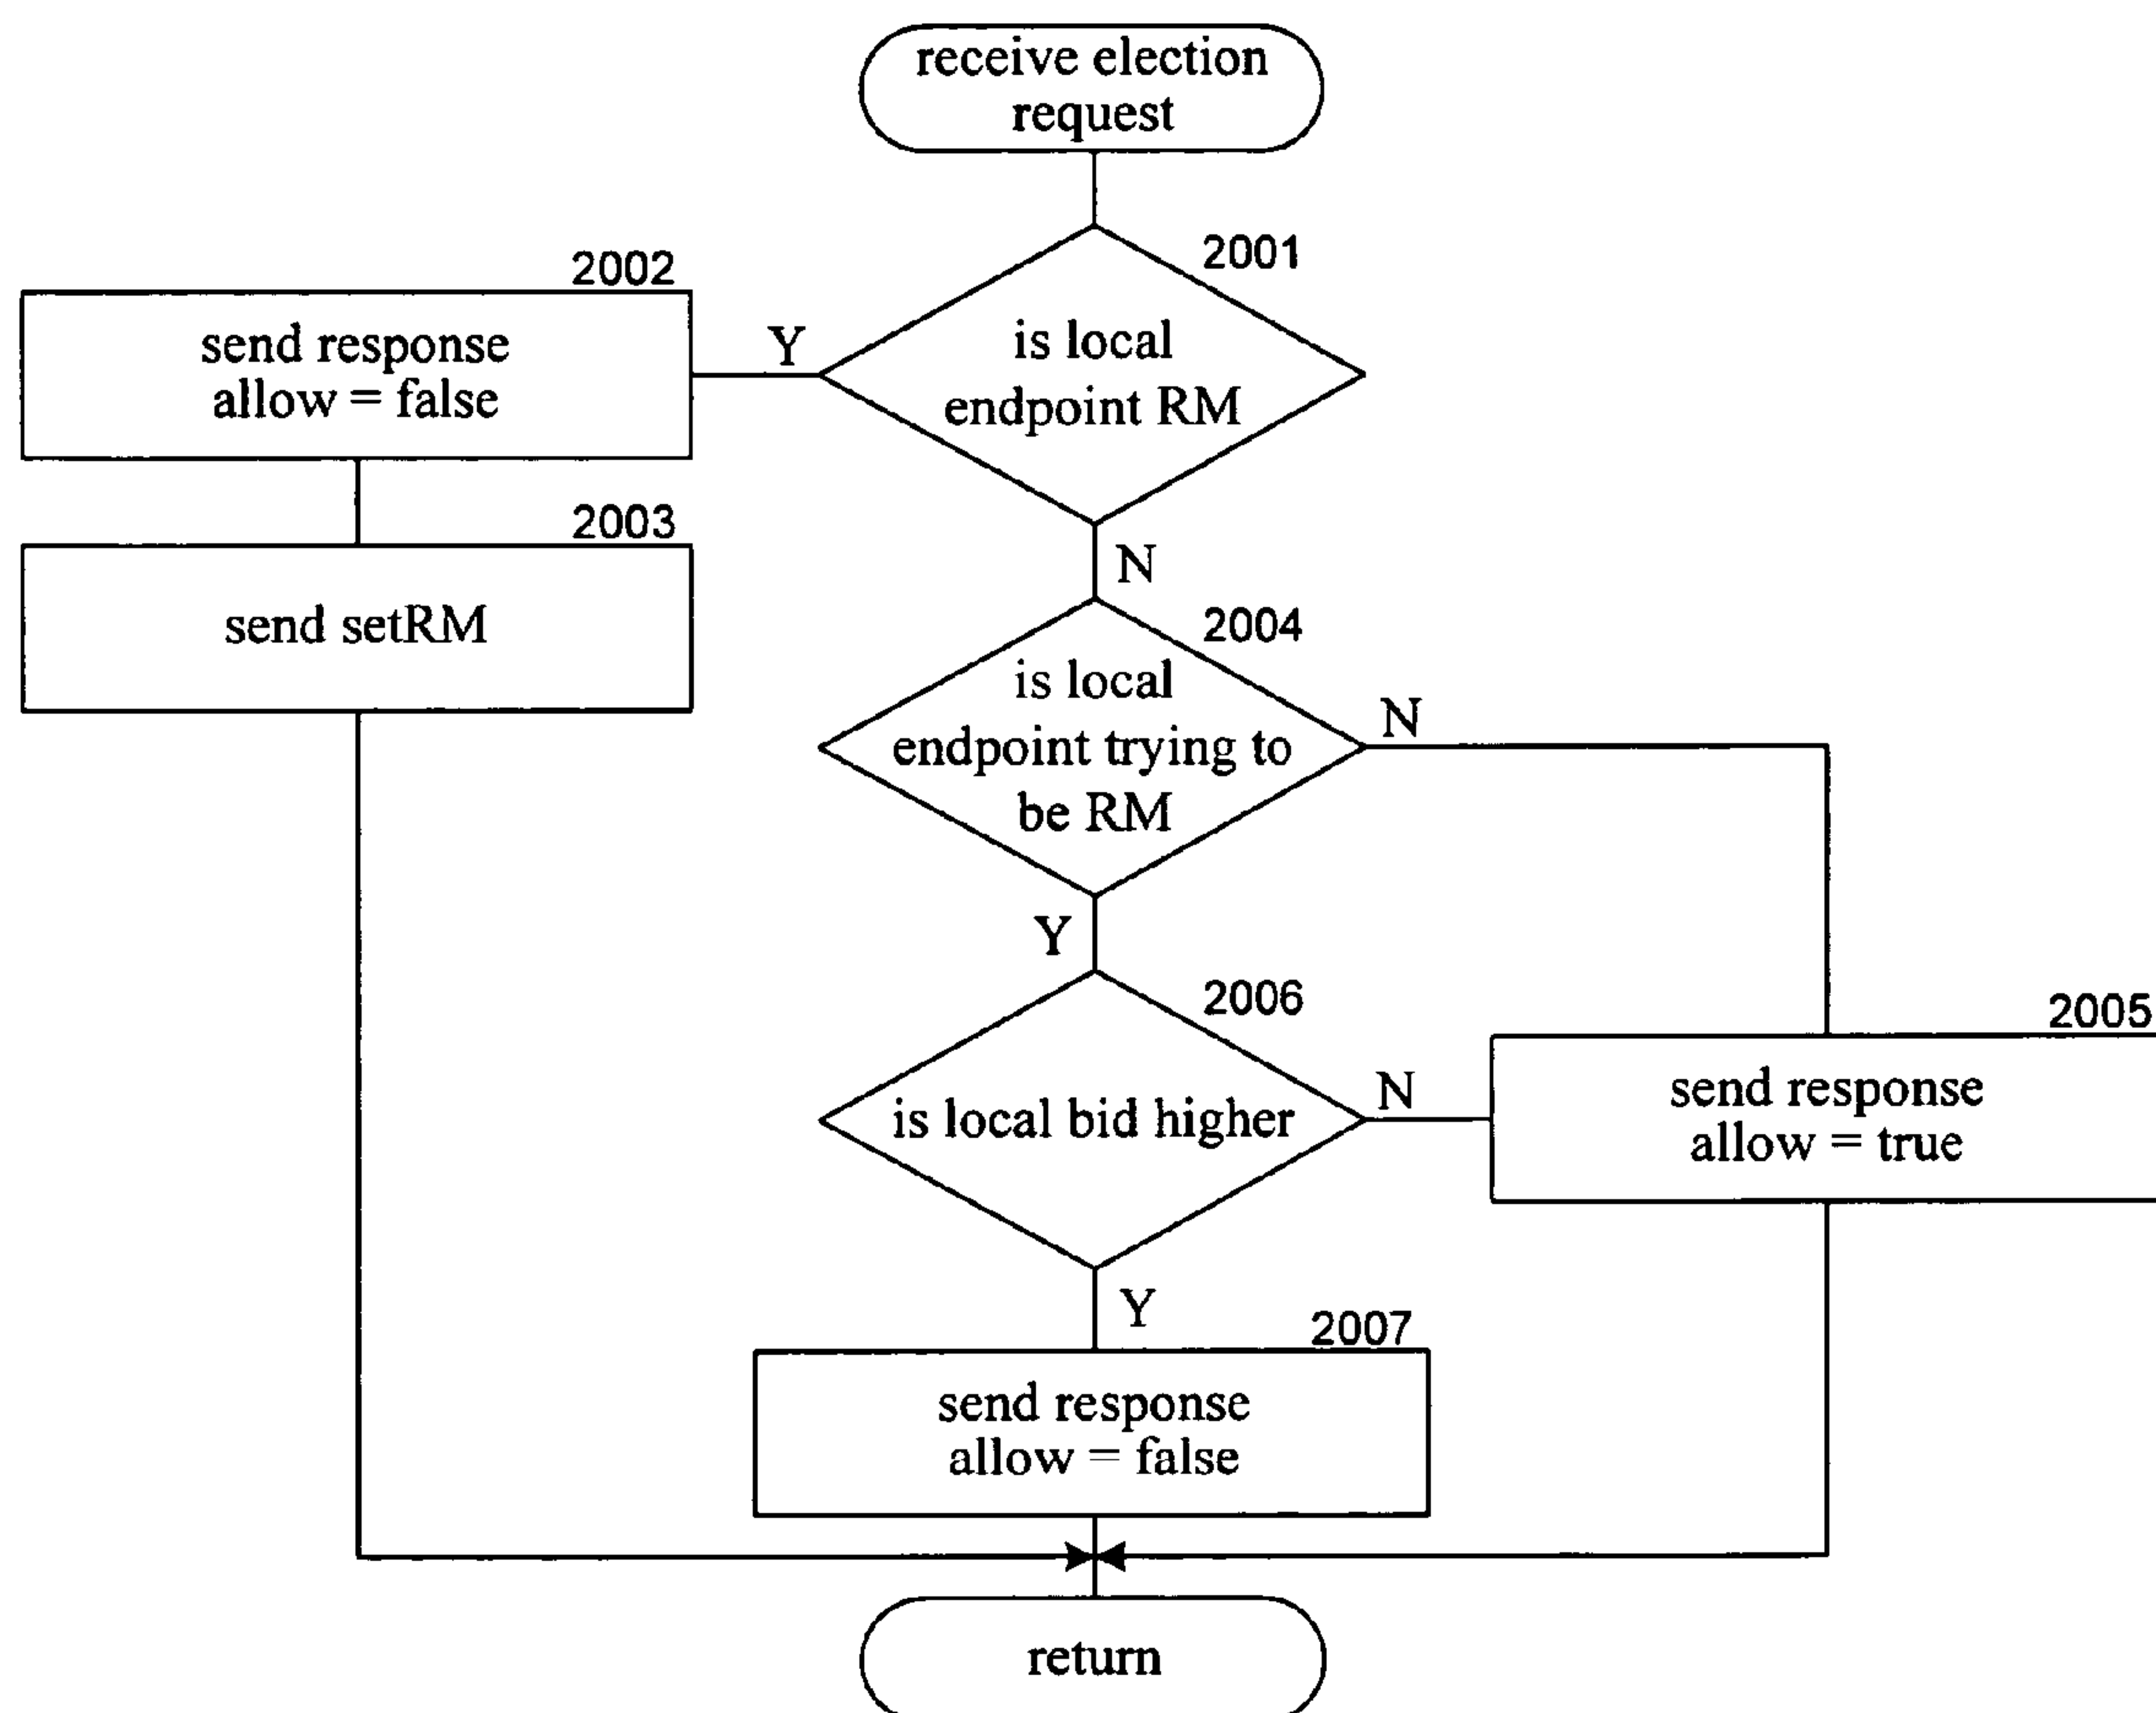 receive election
request
2001
is local
endpoint RM
Y
2002
send response
allow = false
2003
send setRM
N
2004
is local
endpoint trying to
be RM
N
Y
2006
is local bid higher
N
2005
send response
allow = true
Y
2007
send response
allow = false
return